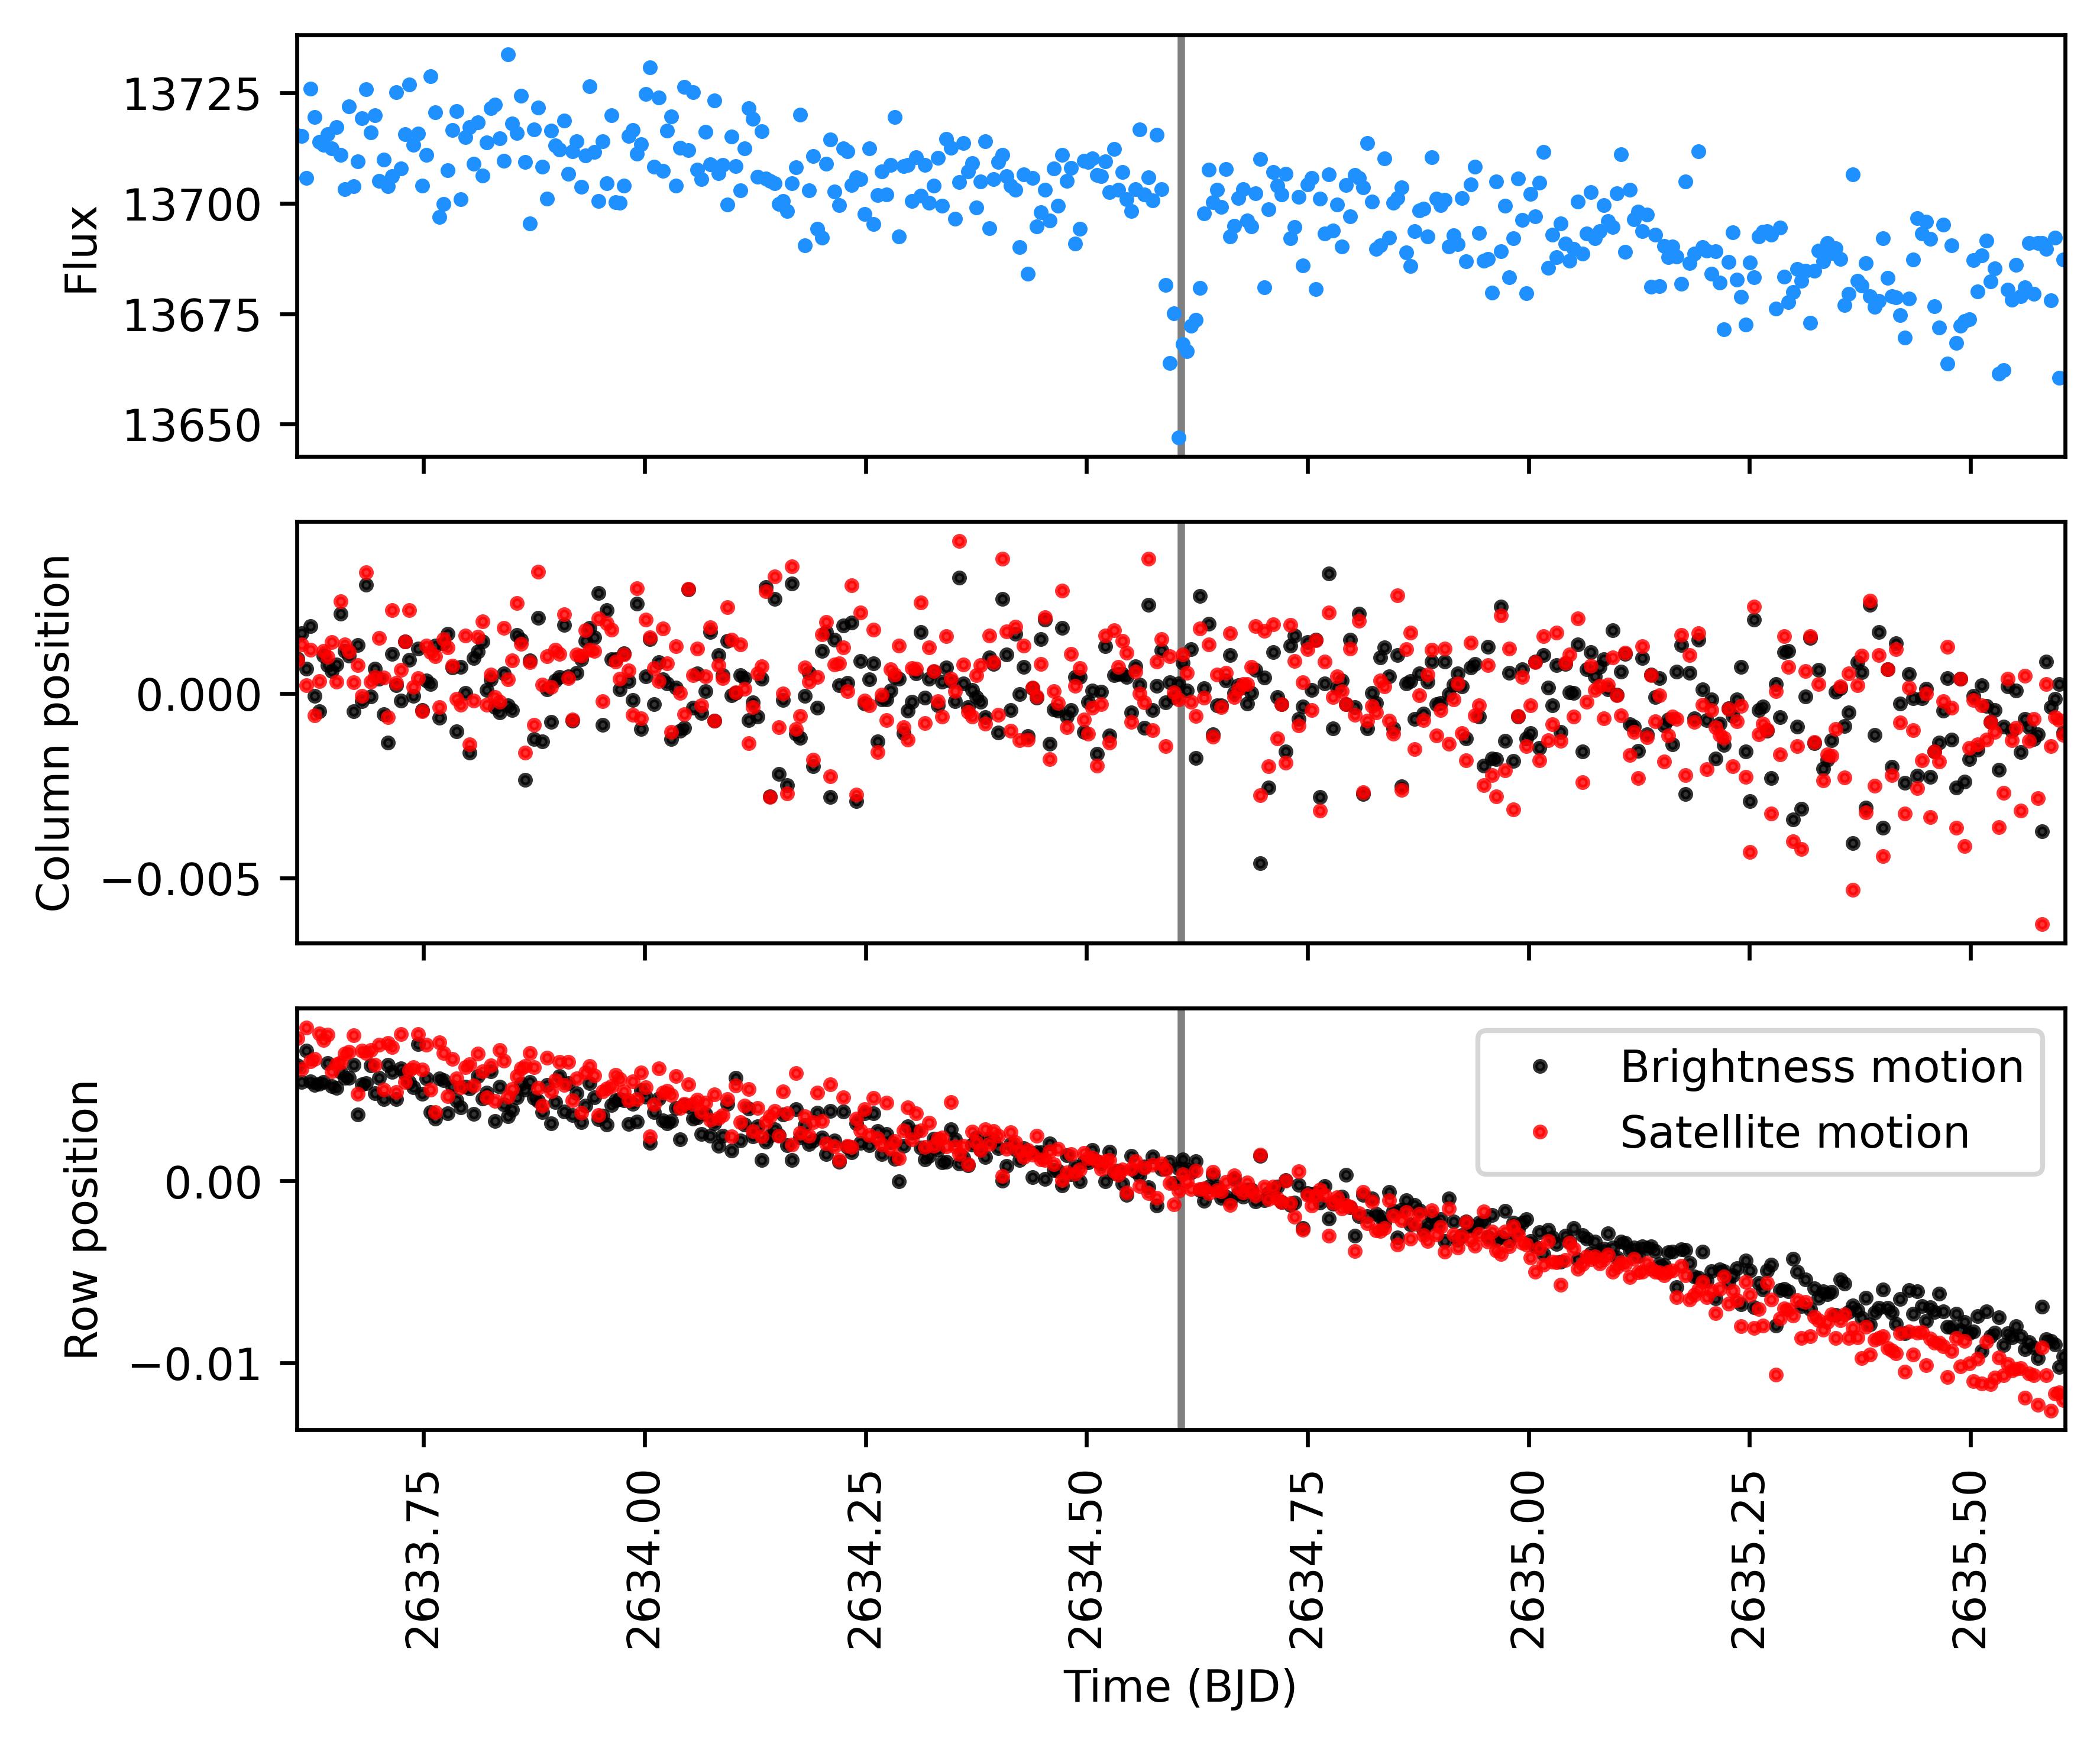 13725
13700
13675
13650
Flux
0.000
−0.005
Column position
Brightness motion
Satellite motion
0.00
−0.01
Row position
2633.75
2634.00
2634.25
2634.50
2634.75
2635.00
2635.25
2635.50
Time (BJD)